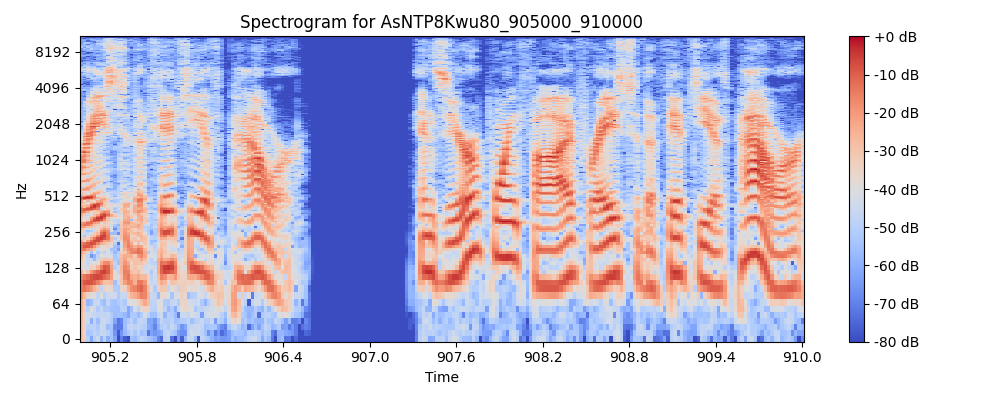 Spectrogram for AsNTP8Kwu80_905000_910000
8192
4096
2048
1024
512
256
128
64
0
Hz
905.2 905.8 906.4 907.0 907.6 908.2 908.8 909.4 910.0
Time
+0 dB
-10 dB
-20 dB
-30 dB
-40 dB
-50 dB
-60 dB
-70 dB
-80 dB